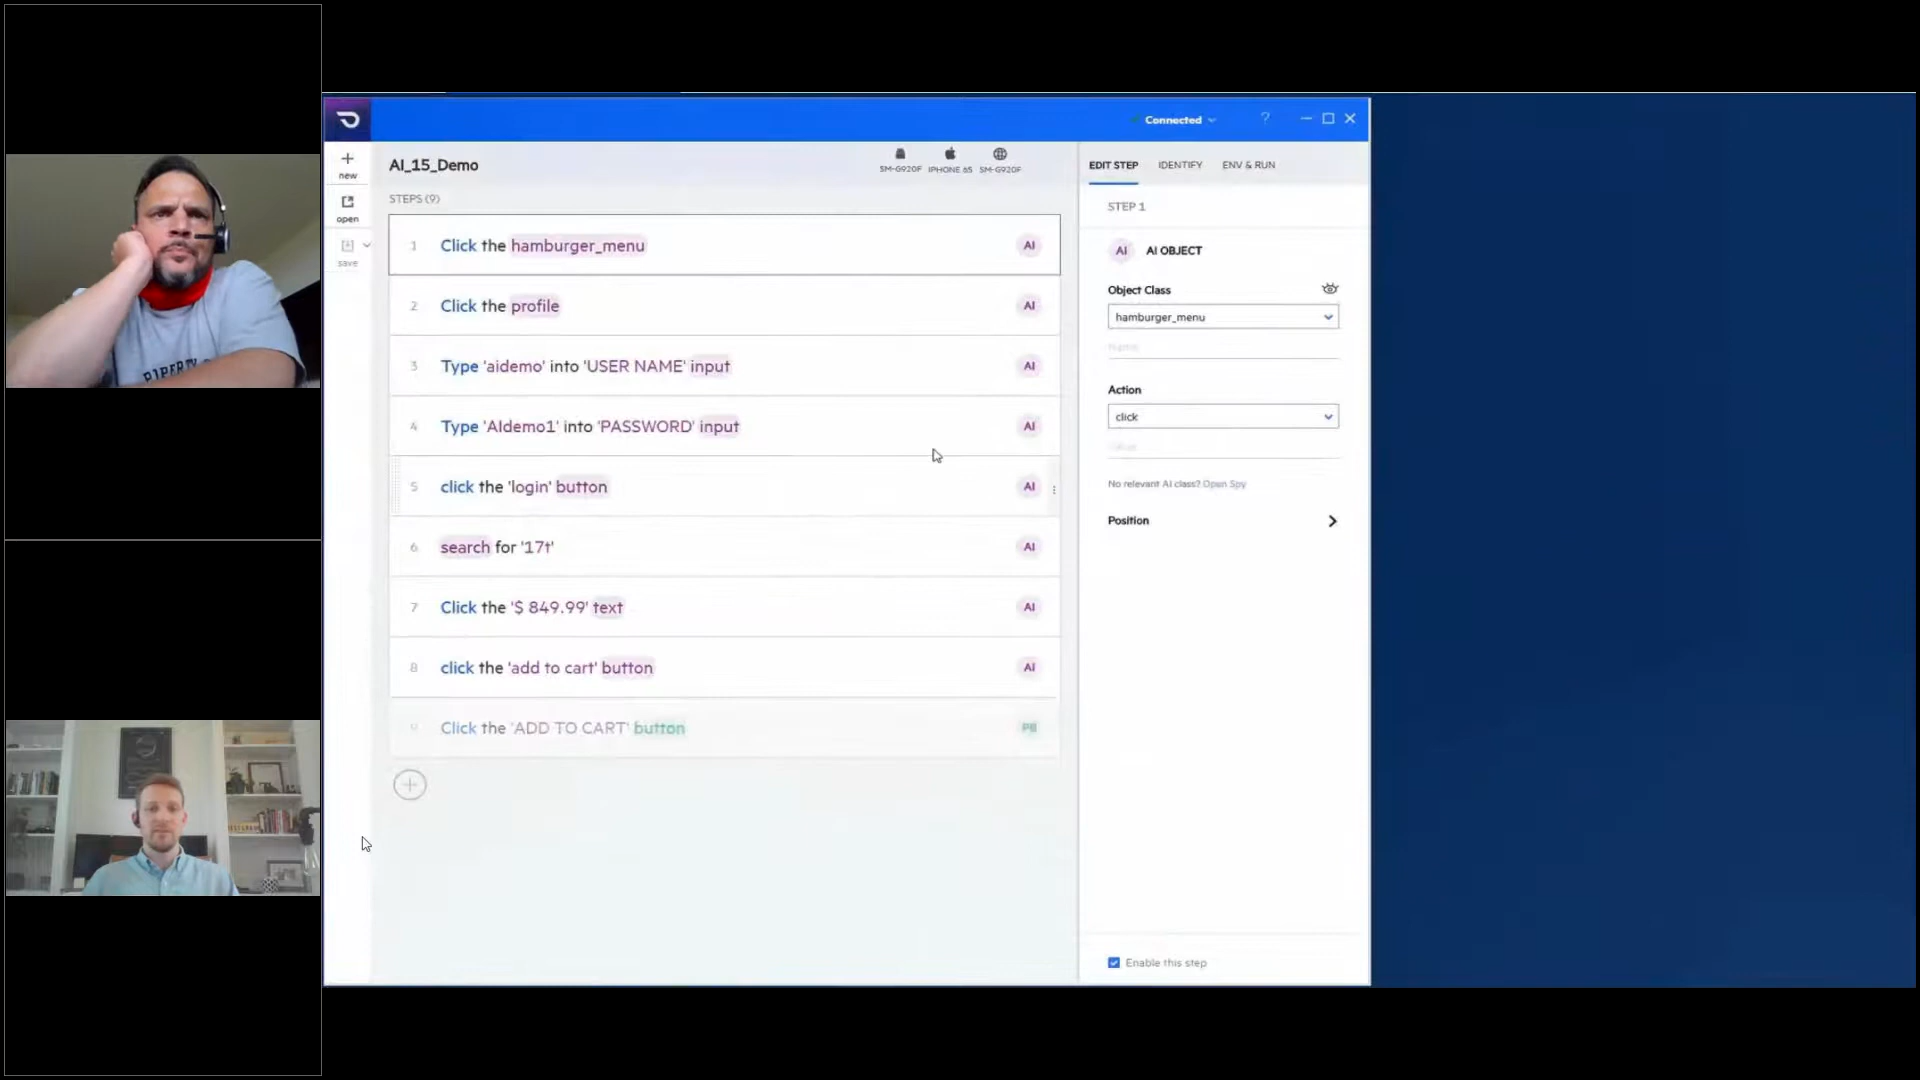 Connected
?
new
open
save
AI_15_Demo
SM-G920F
IPHONE 6S
SM-G920F
STEPS (9)
1 Click the hamburger_menu AI
2 Click the profile AI
3 Type 'aidemo' into 'USER NAME' input AI
4 Type 'AIdemo1' into 'PASSWORD' input AI
5 click the 'login' button AI
6 search for '17t' AI
7 Click the '$ 849.99' text AI
8 click the 'add to cart' button AI
9 Click the 'ADD TO CART' button
EDIT STEP IDENTIFY ENV & RUN
STEP 1
AI AI OBJECT
Object Class
hamburger_menu
Name
Action
click
Value
No relevant AI class? Open Spy
Position
Enable this step
PROPERTY